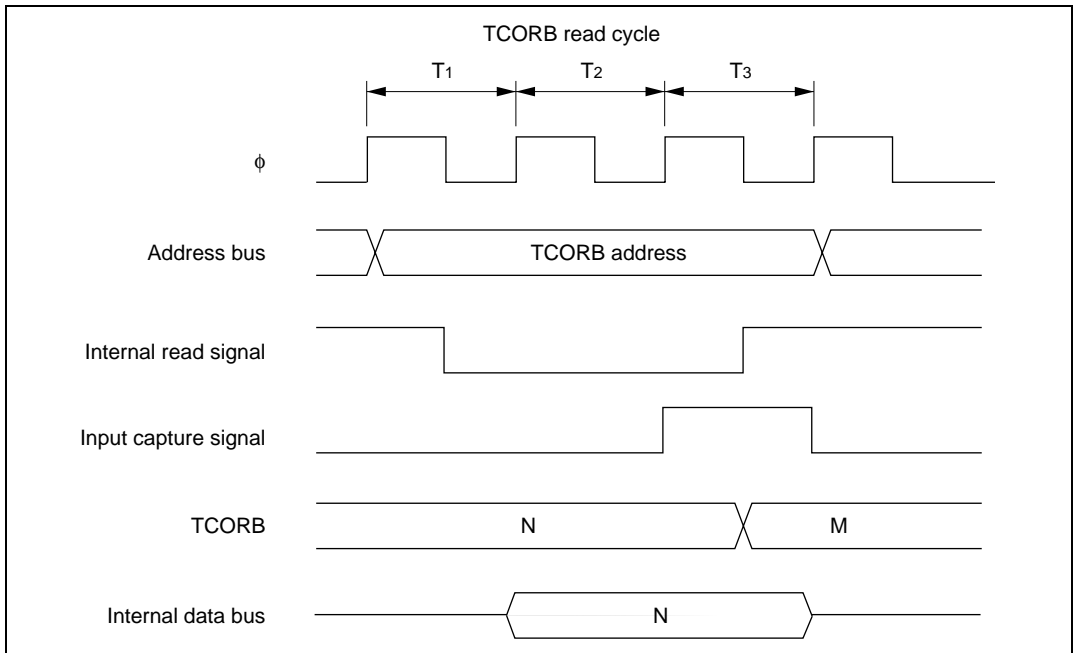 TCORB read cycle
T1 T2 T3
ϕ
Address bus TCORB address
Internal read signal
Input capture signal
TCORB N M
Internal data bus N